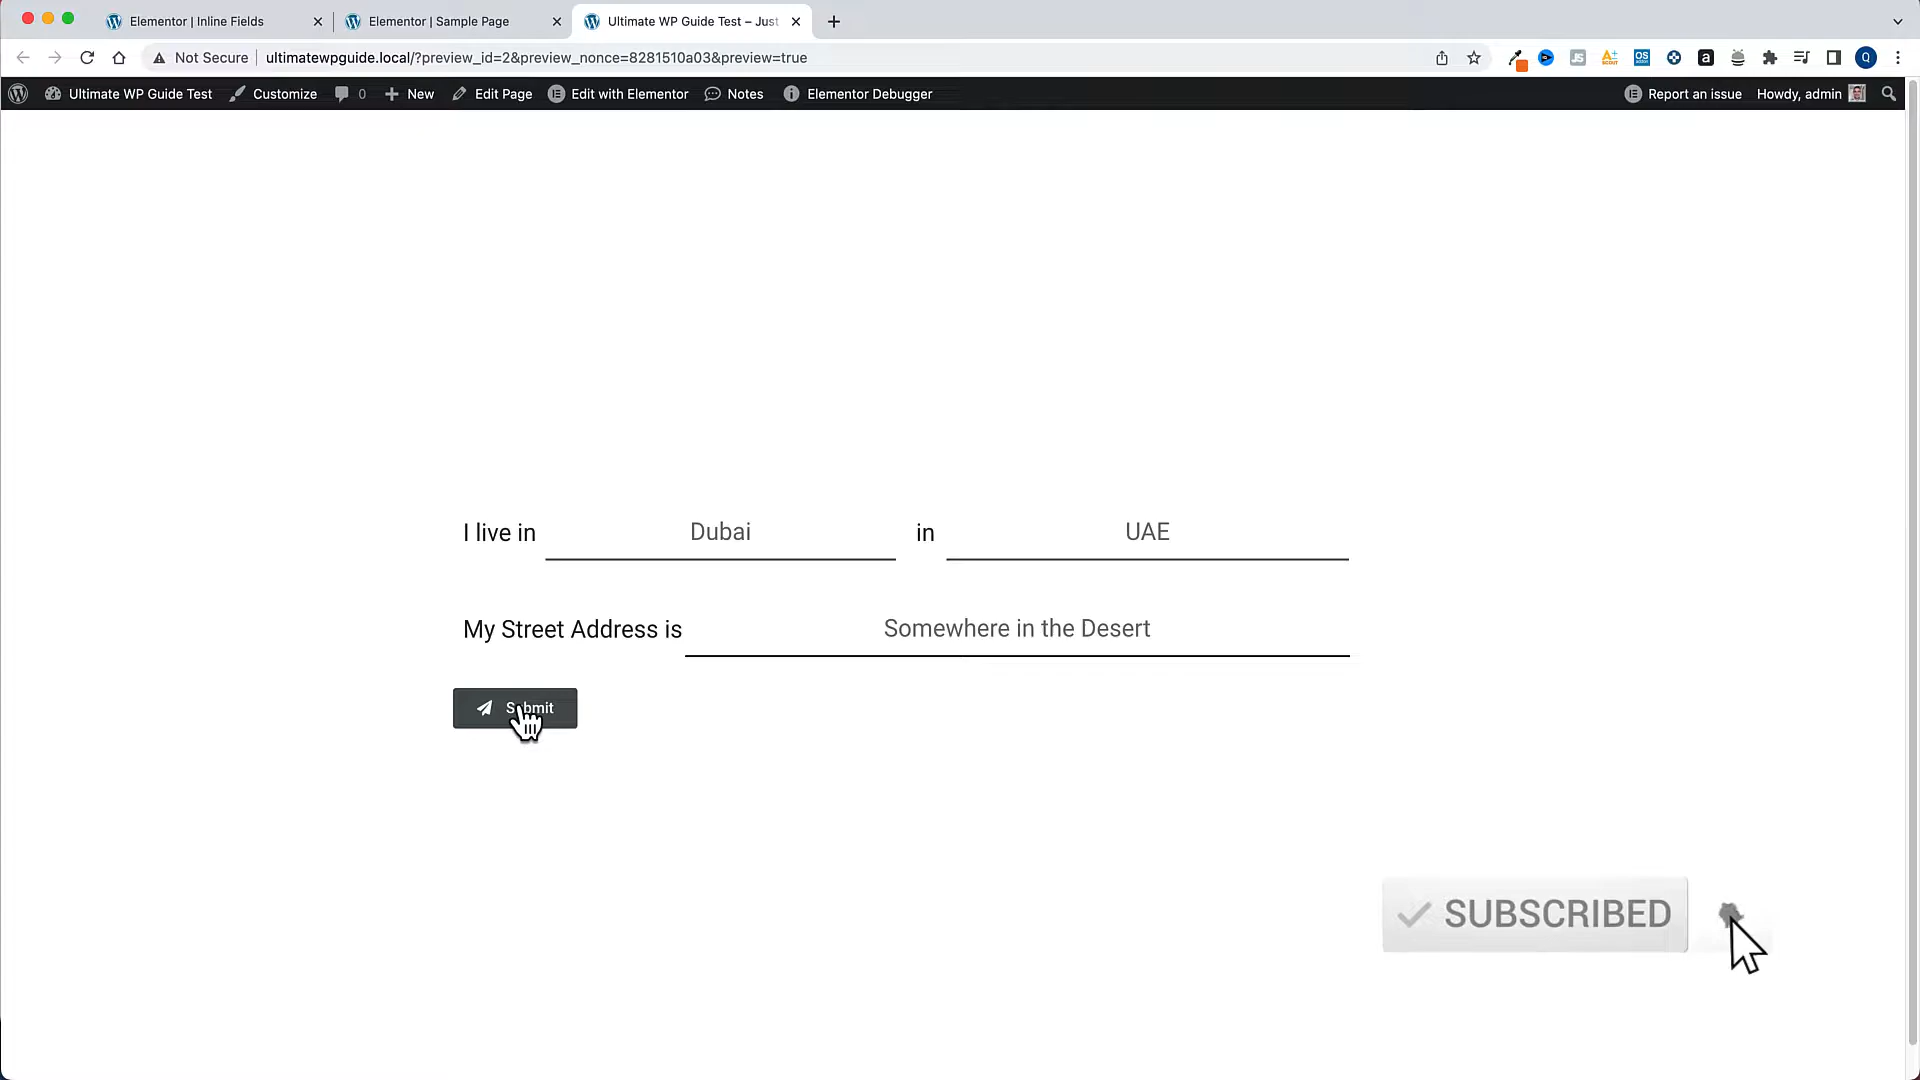 Elementor | Inline Fields
Elementor | Sample Page
Ultimate WP Guide Test – Just
Not Secure
ultimatewpguide.local/?preview_id=2&preview_nonce=8281510a03&preview=true
Ultimate WP Guide Test
Customize
0
New
Edit Page
Edit with Elementor
Notes
Elementor Debugger
Report an issue
Howdy, admin
I live in Dubai in UAE
My Street Address is Somewhere in the Desert
Submit
SUBSCRIBED